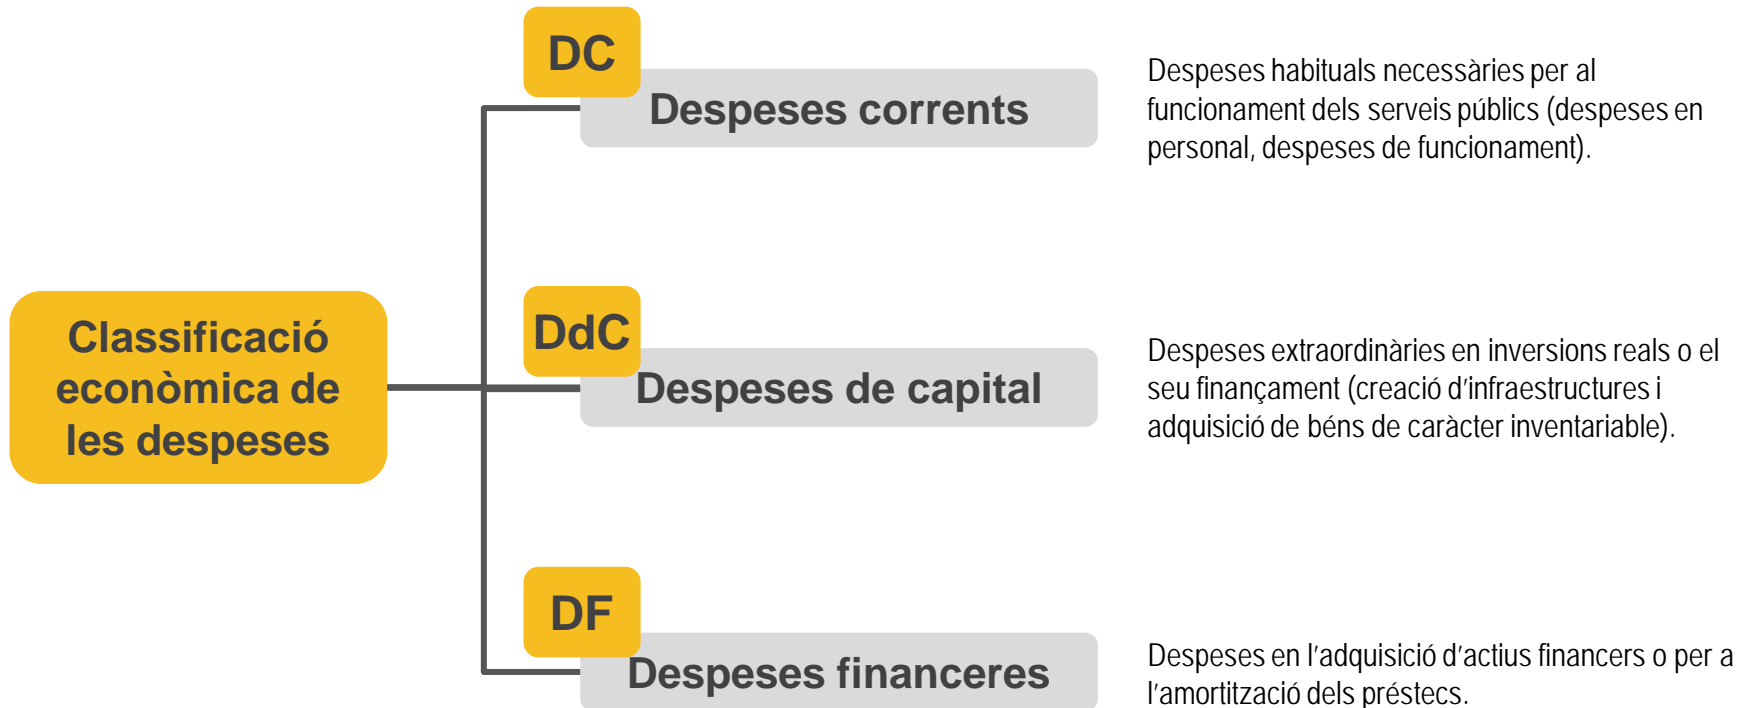 Classificació
econòmica de
les despeses
DC
Despeses corrents
Despeses habituals necessàries per al
funcionament dels serveis públics (despeses en
personal, despeses de funcionament).
DdC
Despeses de capital
Despeses extraordinàries en inversions reals o el
seu finançament (creació d'infraestructures i
adquisició de béns de caràcter inventariable).
DF
Despeses financeres
Despeses en l'adquisició d'actius financers o per a
l'amortització dels préstecs.